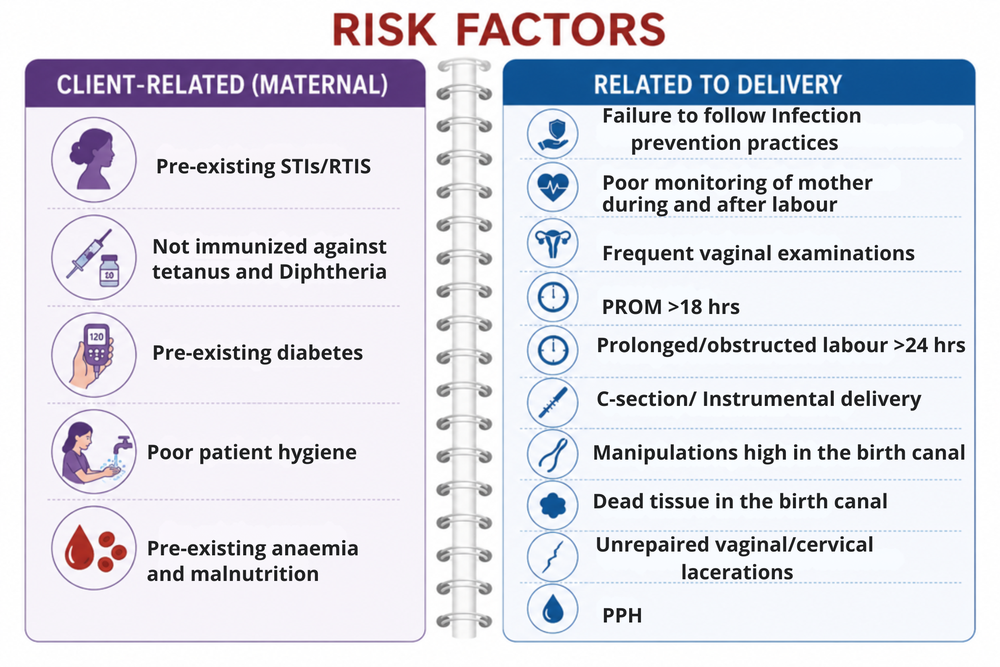 RISK FACTORS
CLIENT-RELATED (MATERNAL)
Pre-existing STIs/RTIS
Not immunized against
tetanus and Diphtheria
120
Pre-existing diabetes
Poor patient hygiene
Pre-existing anaemia
and malnutrition
RELATED TO DELIVERY
Failure to follow Infection
prevention practices
Poor monitoring of mother
during and after labour
Frequent vaginal examinations
PROM >18 hrs
Prolonged/obstructed labour >24 hrs
C-section/ Instrumental delivery
Manipulations high in the birth canal
Dead tissue in the birth canal
Unrepaired vaginal/cervical
lacerations
PPH